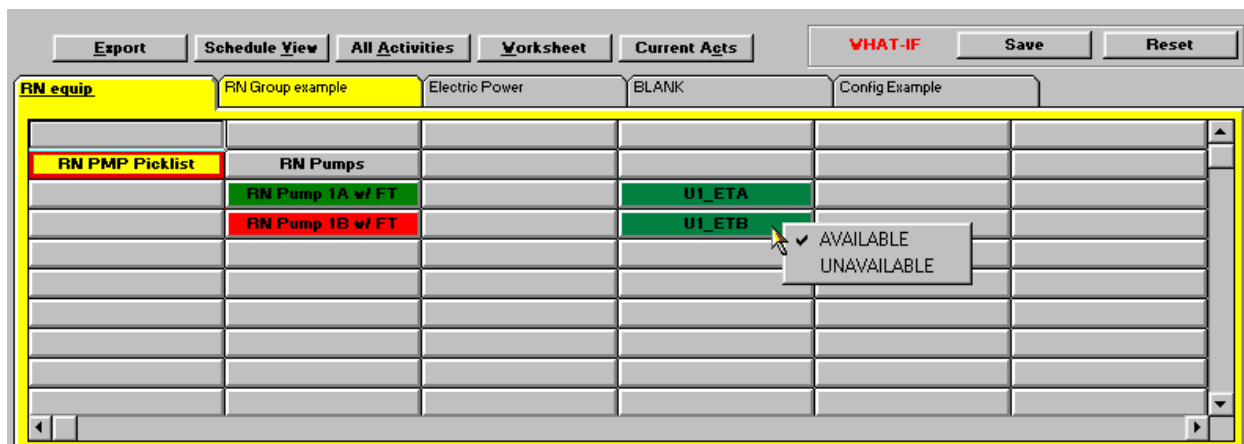 Export Schedule View All Activities Worksheet Current Acts WHAT-IF Save Reset
RN equip RN Group example Electric Power BLANK Config Example
RN PMP Picklist RN Pumps
RN Pump 1A w/ FT U1_ETA
RN Pump 1B w/ FT U1_ETB
AVAILABLE
UNAVAILABLE